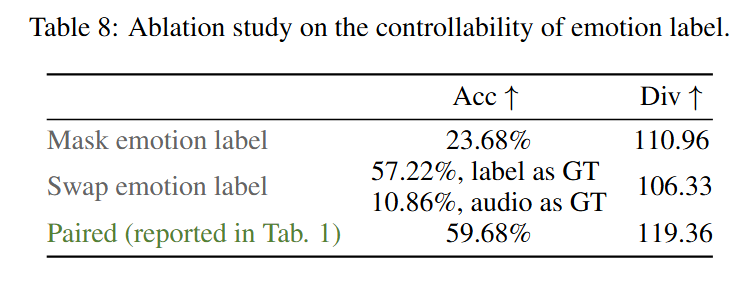 Table 8: Ablation study on the controllability of emotion label.
Acc ↑ Div ↑
Mask emotion label 23.68% 110.96
Swap emotion label 57.22%, label as GT 106.33
10.86%, audio as GT
Paired (reported in Tab. 1) 59.68% 119.36